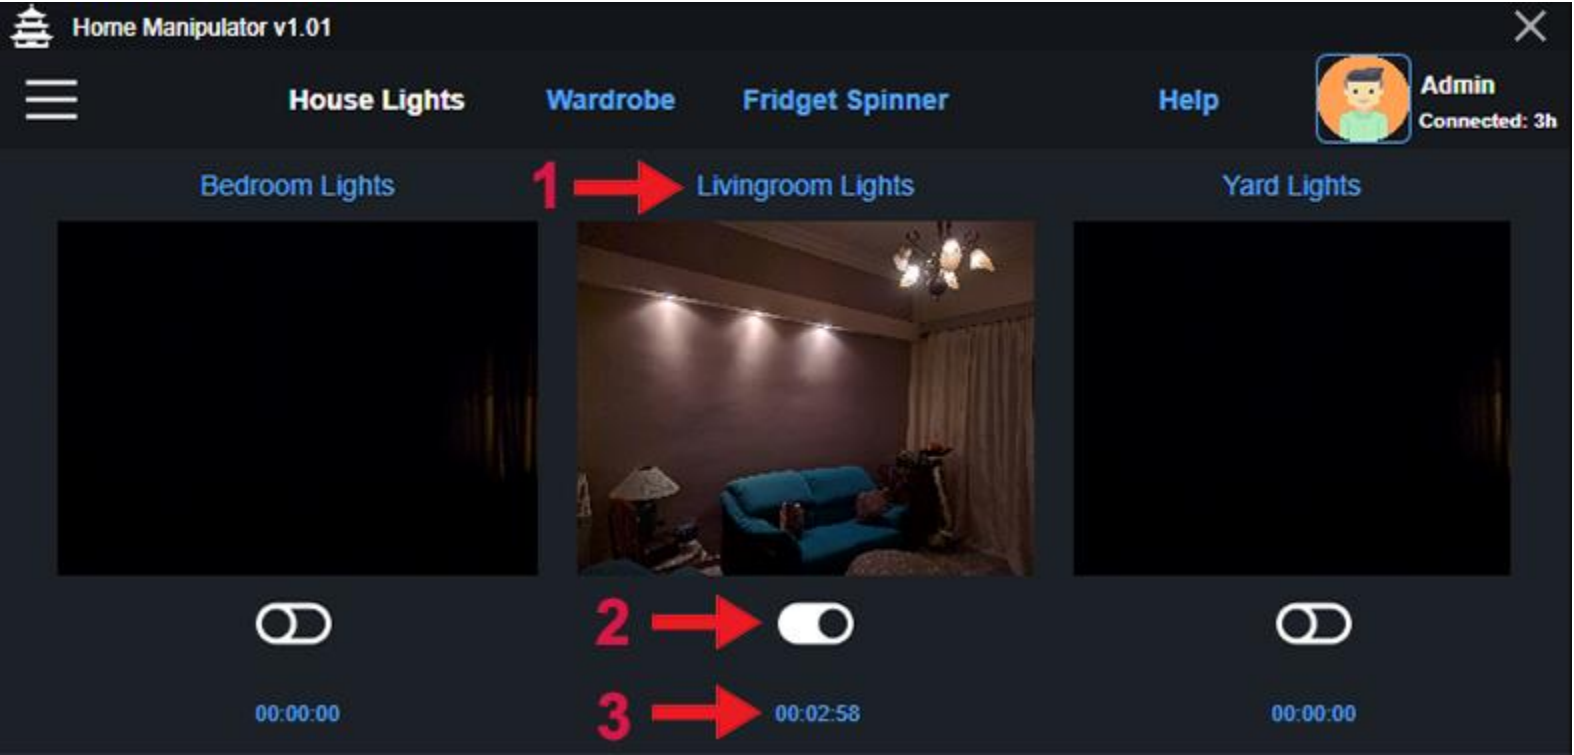 Home Manipulator v1.01
House Lights Wardrobe Fridget Spinner Help Admin
Connected: 3h
Bedroom Lights 1 Livingroom Lights Yard Lights
2
00:00:00 3 00:02:58 00:00:00